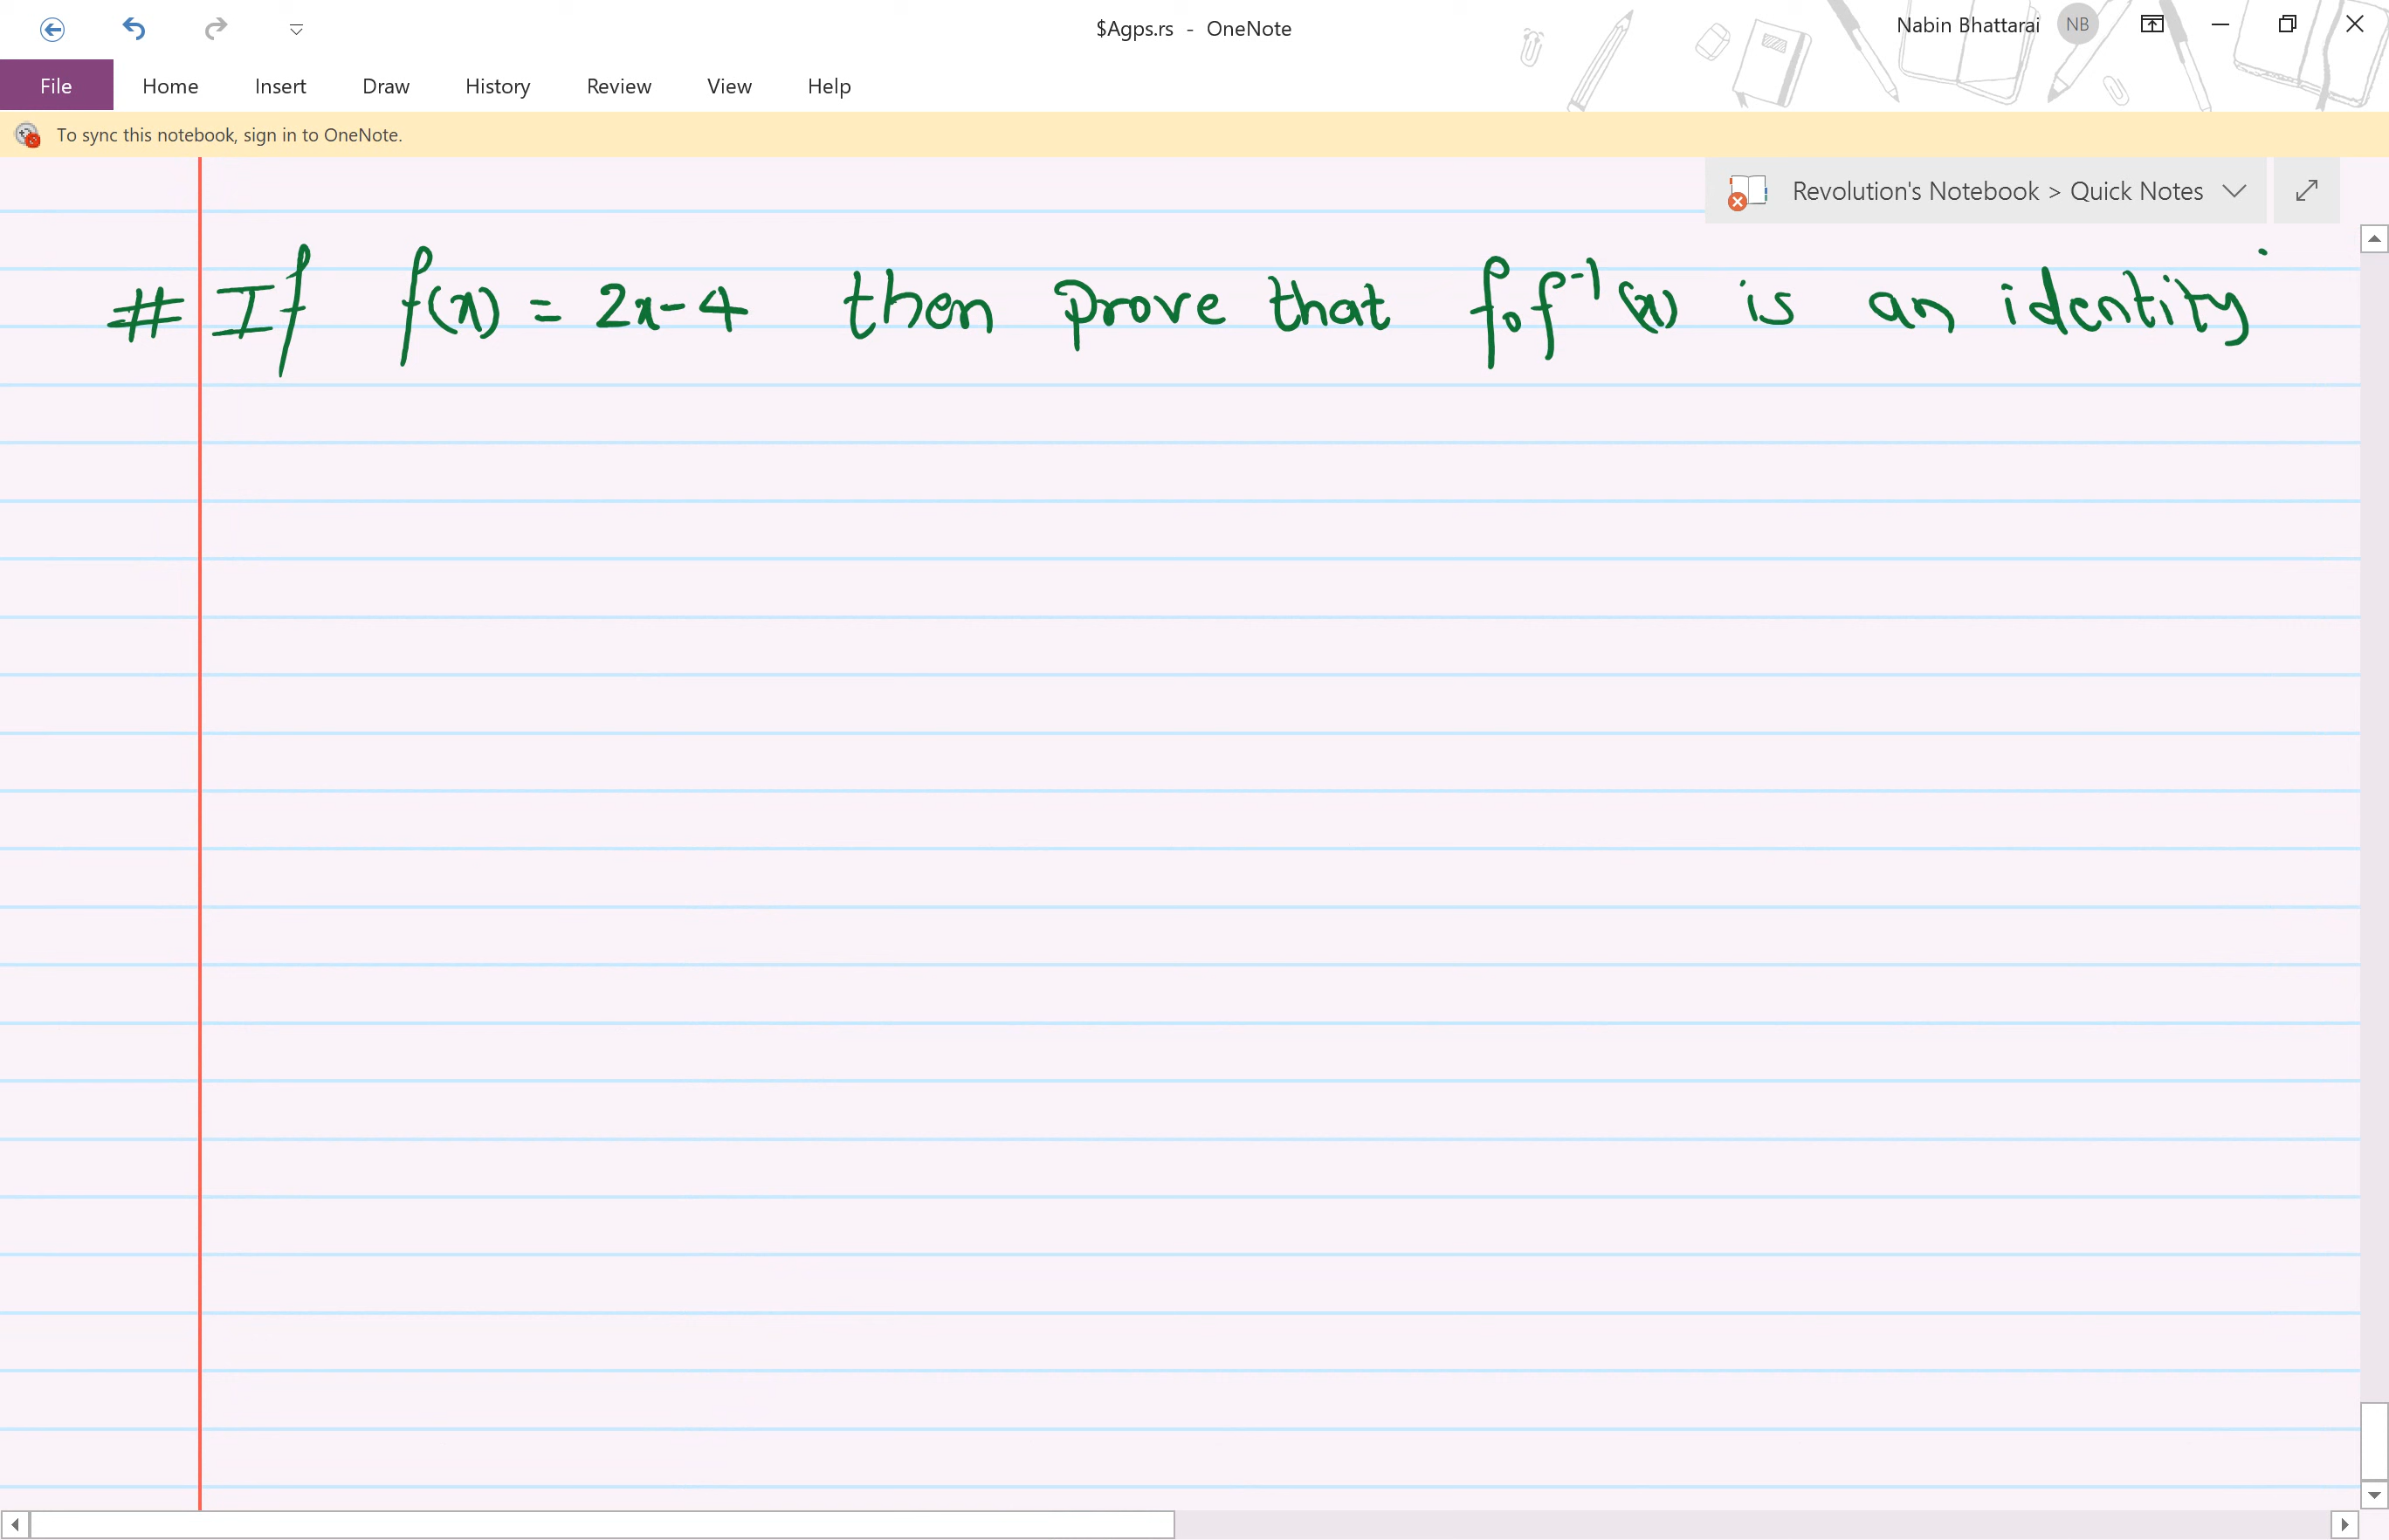 $Agps.rs - OneNote
Nabin Bhattarai NB
File Home Insert Draw History Review View Help
To sync this notebook, sign in to OneNote.
Revolution's Notebook > Quick Notes
# If f(x) = 2x-4 then prove that fof⁻¹(x) is an identity